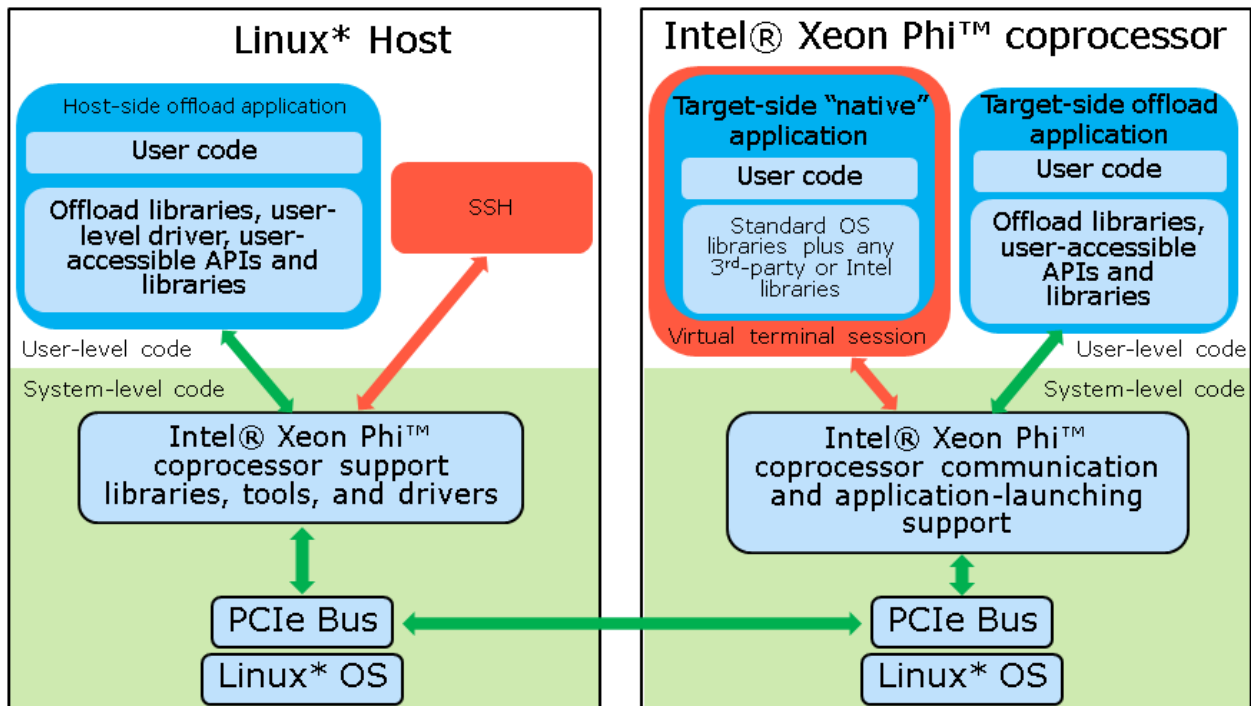 Linux* Host
Host-side offload application
User code
Offload libraries, user-
level driver, user-
accessible APIs and
libraries
SSH
User-level code
System-level code
Intel® Xeon Phi™
coprocessor support
libraries, tools, and drivers
PCIe Bus
Linux* OS
Intel® Xeon Phi™ coprocessor
Target-side “native”
application
User code
Standard OS
libraries plus any
3rd-party or Intel
libraries
Virtual terminal session
Target-side offload
application
User code
Offload libraries,
user-accessible
APIs and
libraries
User-level code
System-level code
Intel® Xeon Phi™
coprocessor communication
and application-launching
support
PCIe Bus
Linux* OS